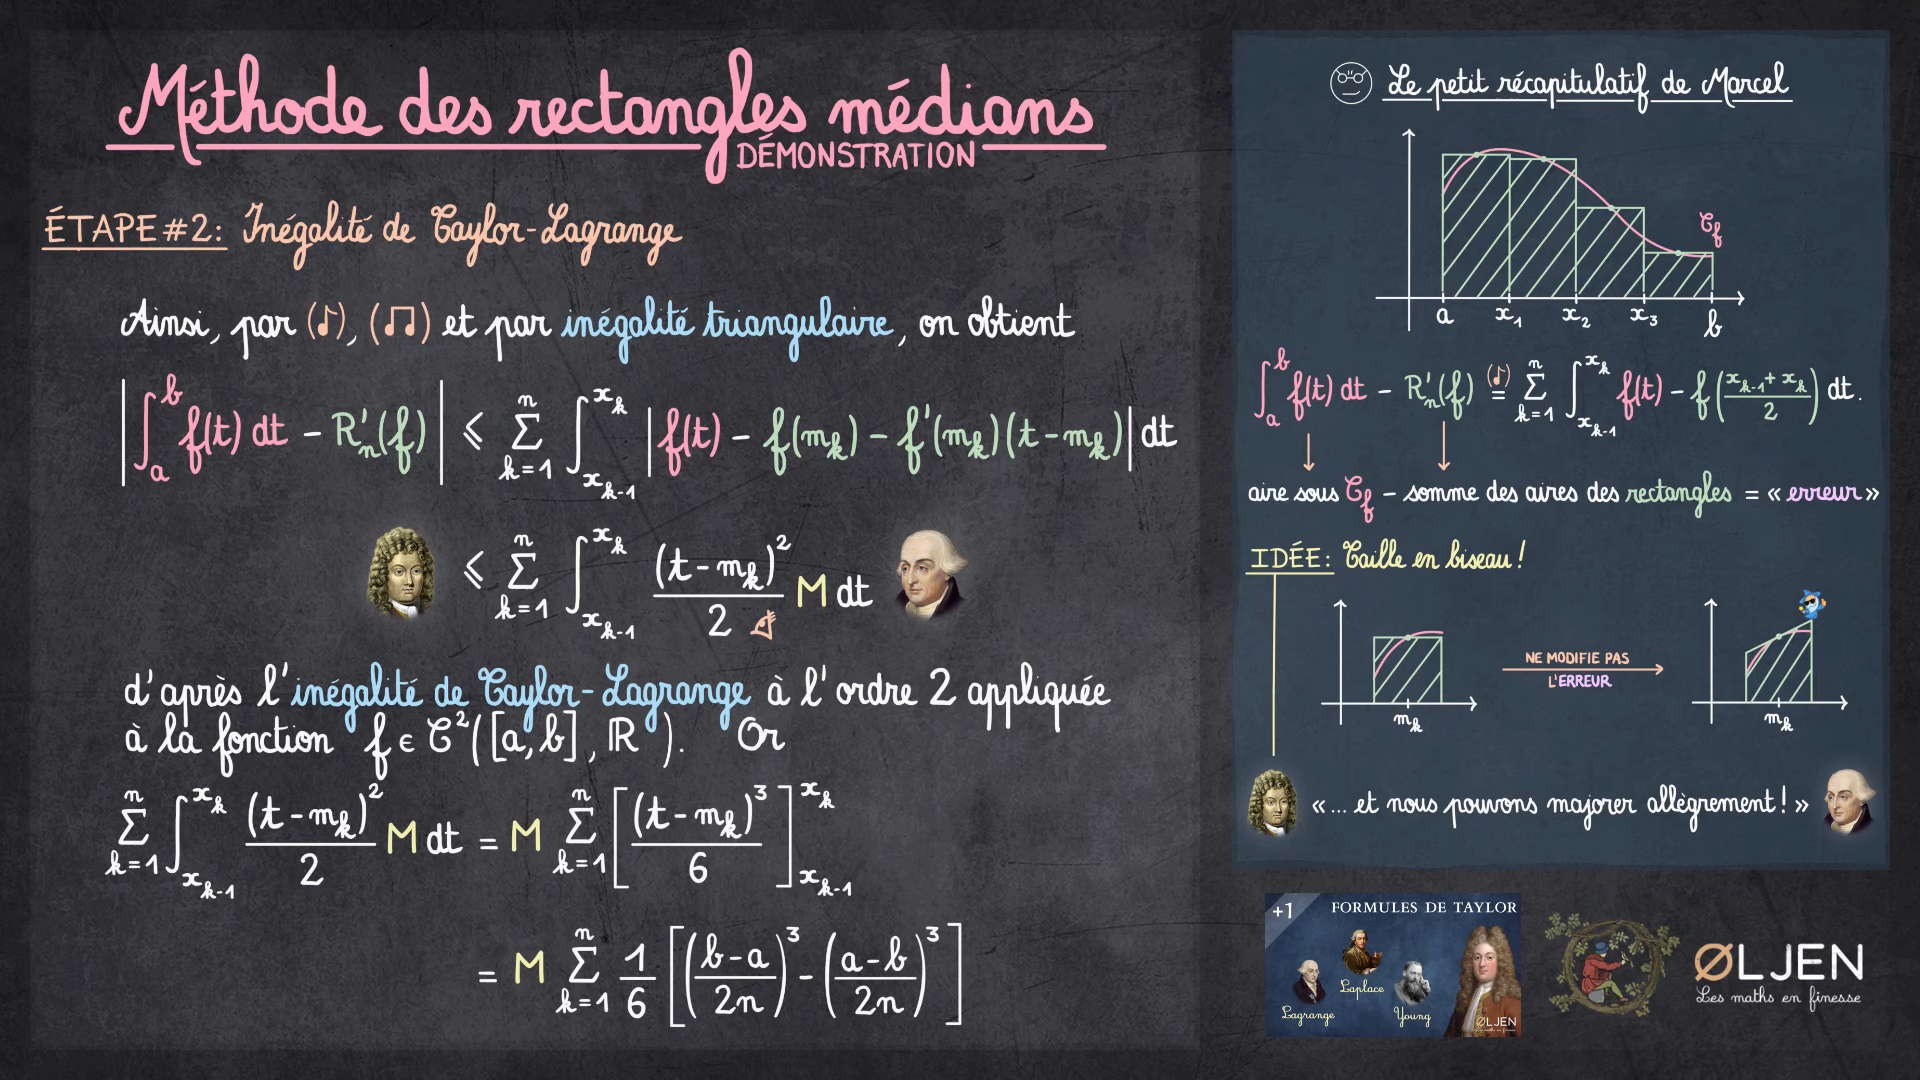 Méthode des rectangles médians
DÉMONSTRATION
ÉTAPE #2: Inégalité de Taylor-Lagrange
Ainsi, par (♪), (♫) et par inégalité triangulaire, on obtient
|∫_a^b f(t) dt − R'_n(f)| ⩽ Σ_{k=1}^n ∫_{x_{k-1}}^{x_k} |f(t) − f(m_k) − f'(m_k)(t − m_k)| dt
⩽ Σ_{k=1}^n ∫_{x_{k-1}}^{x_k} (t − m_k)²/2 M dt
d'après l'inégalité de Taylor-Lagrange à l'ordre 2 appliquée
à la fonction f ∈ C²([a,b], ℝ). Or
Σ_{k=1}^n ∫_{x_{k-1}}^{x_k} (t − m_k)²/2 M dt = M Σ_{k=1}^n [(t − m_k)³/6]_{x_{k-1}}^{x_k}
= M Σ_{k=1}^n 1/6 [((b−a)/2n)³ − ((a−b)/2n)³]
Le petit récapitulatif de Marcel
C_f
a x_1 x_2 x_3 b
∫_a^b f(t) dt − R'_n(f) (♪)= Σ_{k=1}^n ∫_{x_{k-1}}^{x_k} f(t) − f((x_{k-1} + x_k)/2) dt.
aire sous C_f − somme des aires des rectangles = « erreur »
IDÉE: Taille en biseau !
NE MODIFIE PAS
L'ERREUR
m_k
m_k
« ... et nous pouvons majorer allègrement ! »
+1 FORMULES DE TAYLOR
Laplace
Lagrange
Young
ØLJEN
ØLJEN
Les maths en finesse